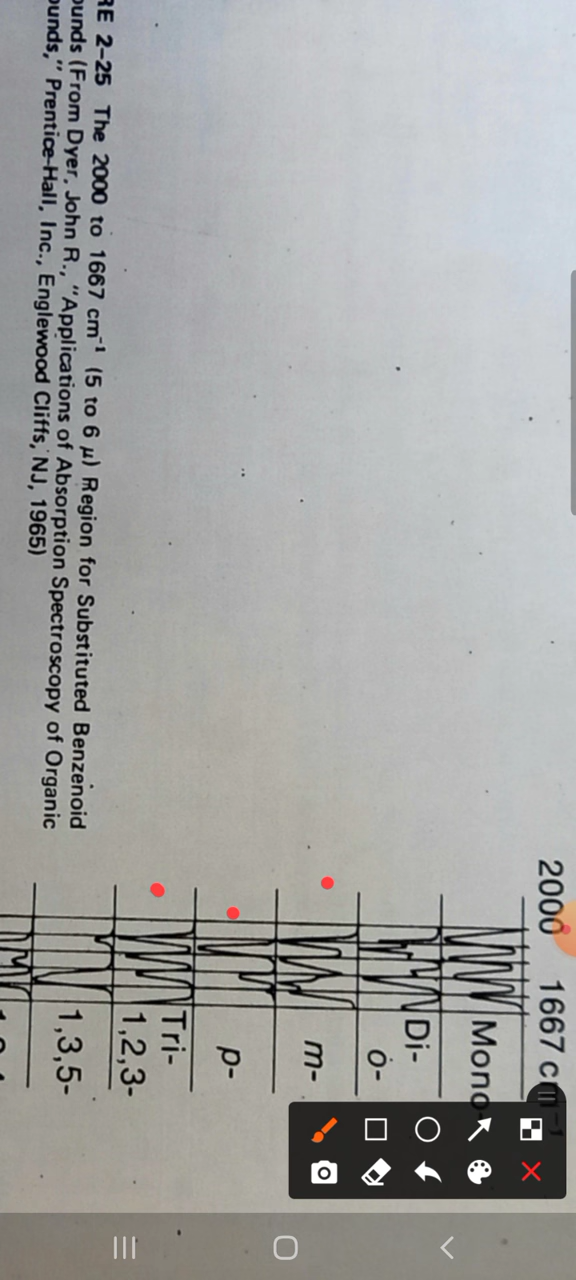 2000 1667 cm⁻¹
Mono-
Di-
o-
m-
p-
Tri-
1,2,3-
1,3,5-
RE 2–25 The 2000 to 1667 cm⁻¹ (5 to 6 μ) Region for Substituted Benzenoid
ounds (From Dyer, John R., "Applications of Absorption Spectroscopy of Organic
ounds," Prentice-Hall, Inc., Englewood Cliffs, NJ, 1965)